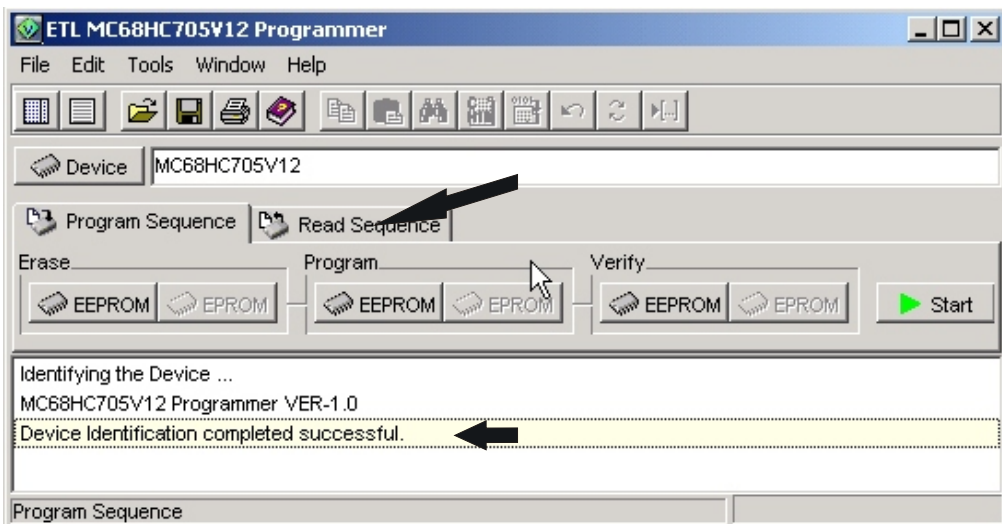 ETL MC68HC705V12 Programmer
File Edit Tools Window Help
Device MC68HC705V12
Program Sequence Read Sequence
Erase Program Verify
EEPROM EPROM EEPROM EPROM EEPROM EPROM Start
Identifying the Device ...
MC68HC705V12 Programmer VER-1.0
Device Identification completed successful.
Program Sequence